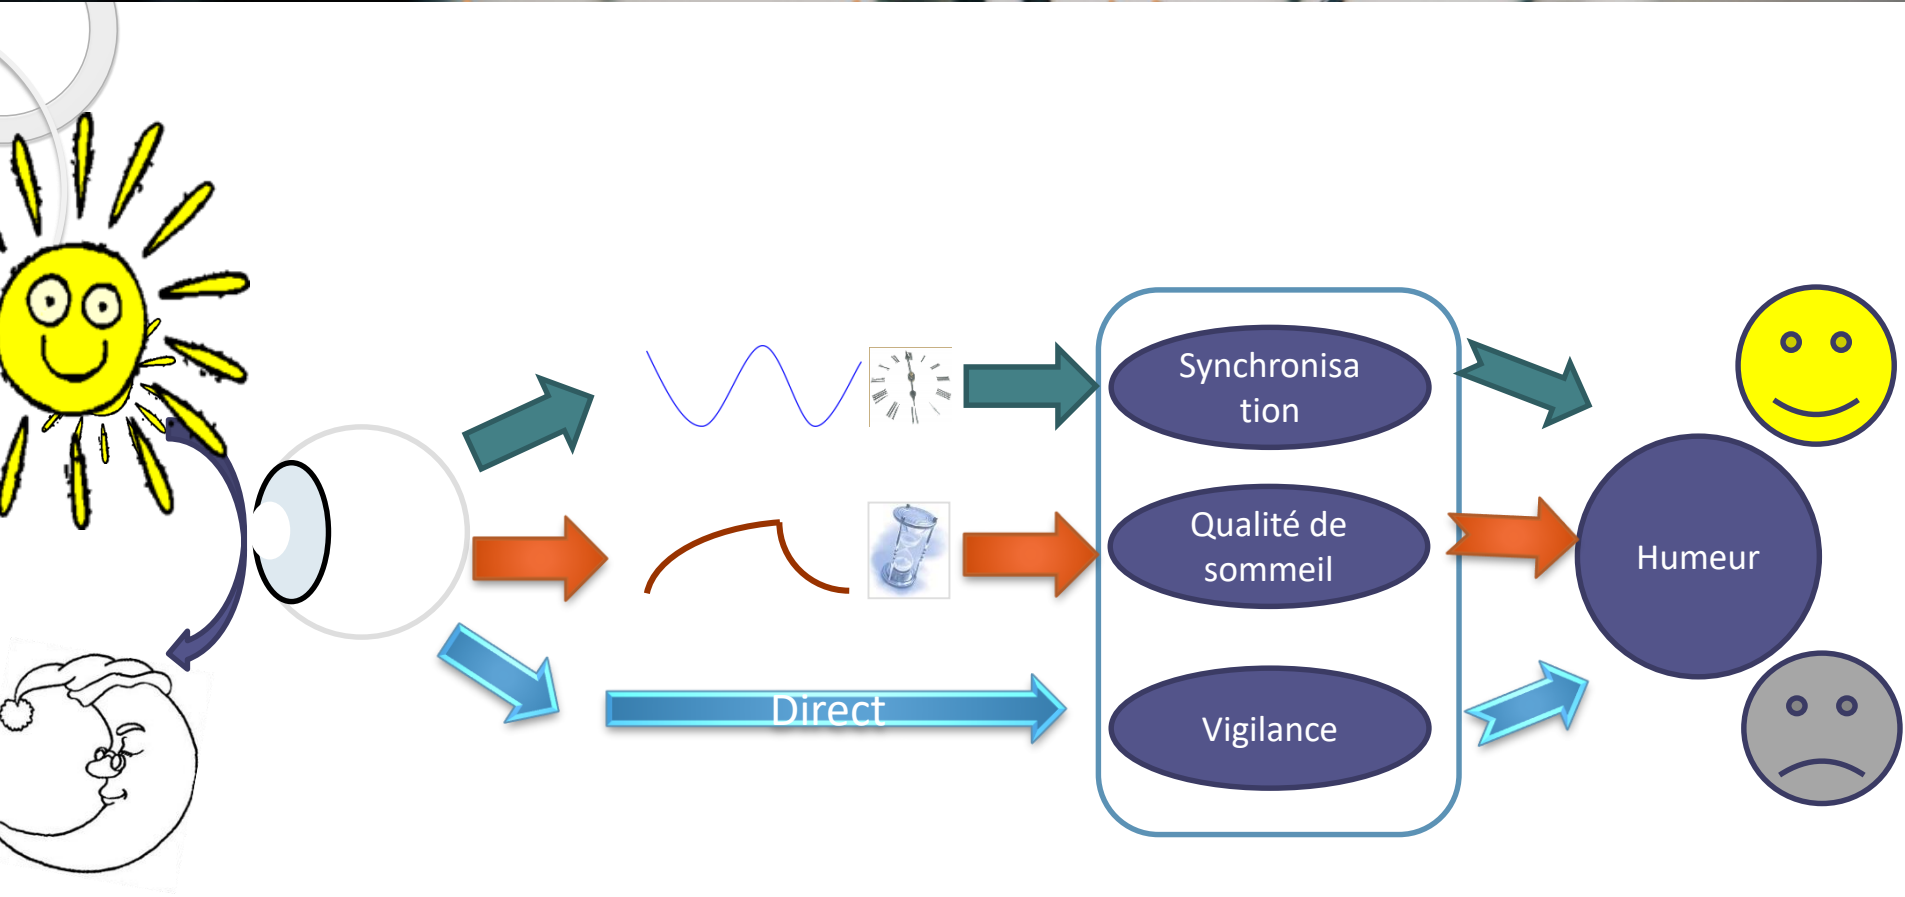 Synchronisa
tion
Qualité de
sommeil
Humeur
Direct
Vigilance